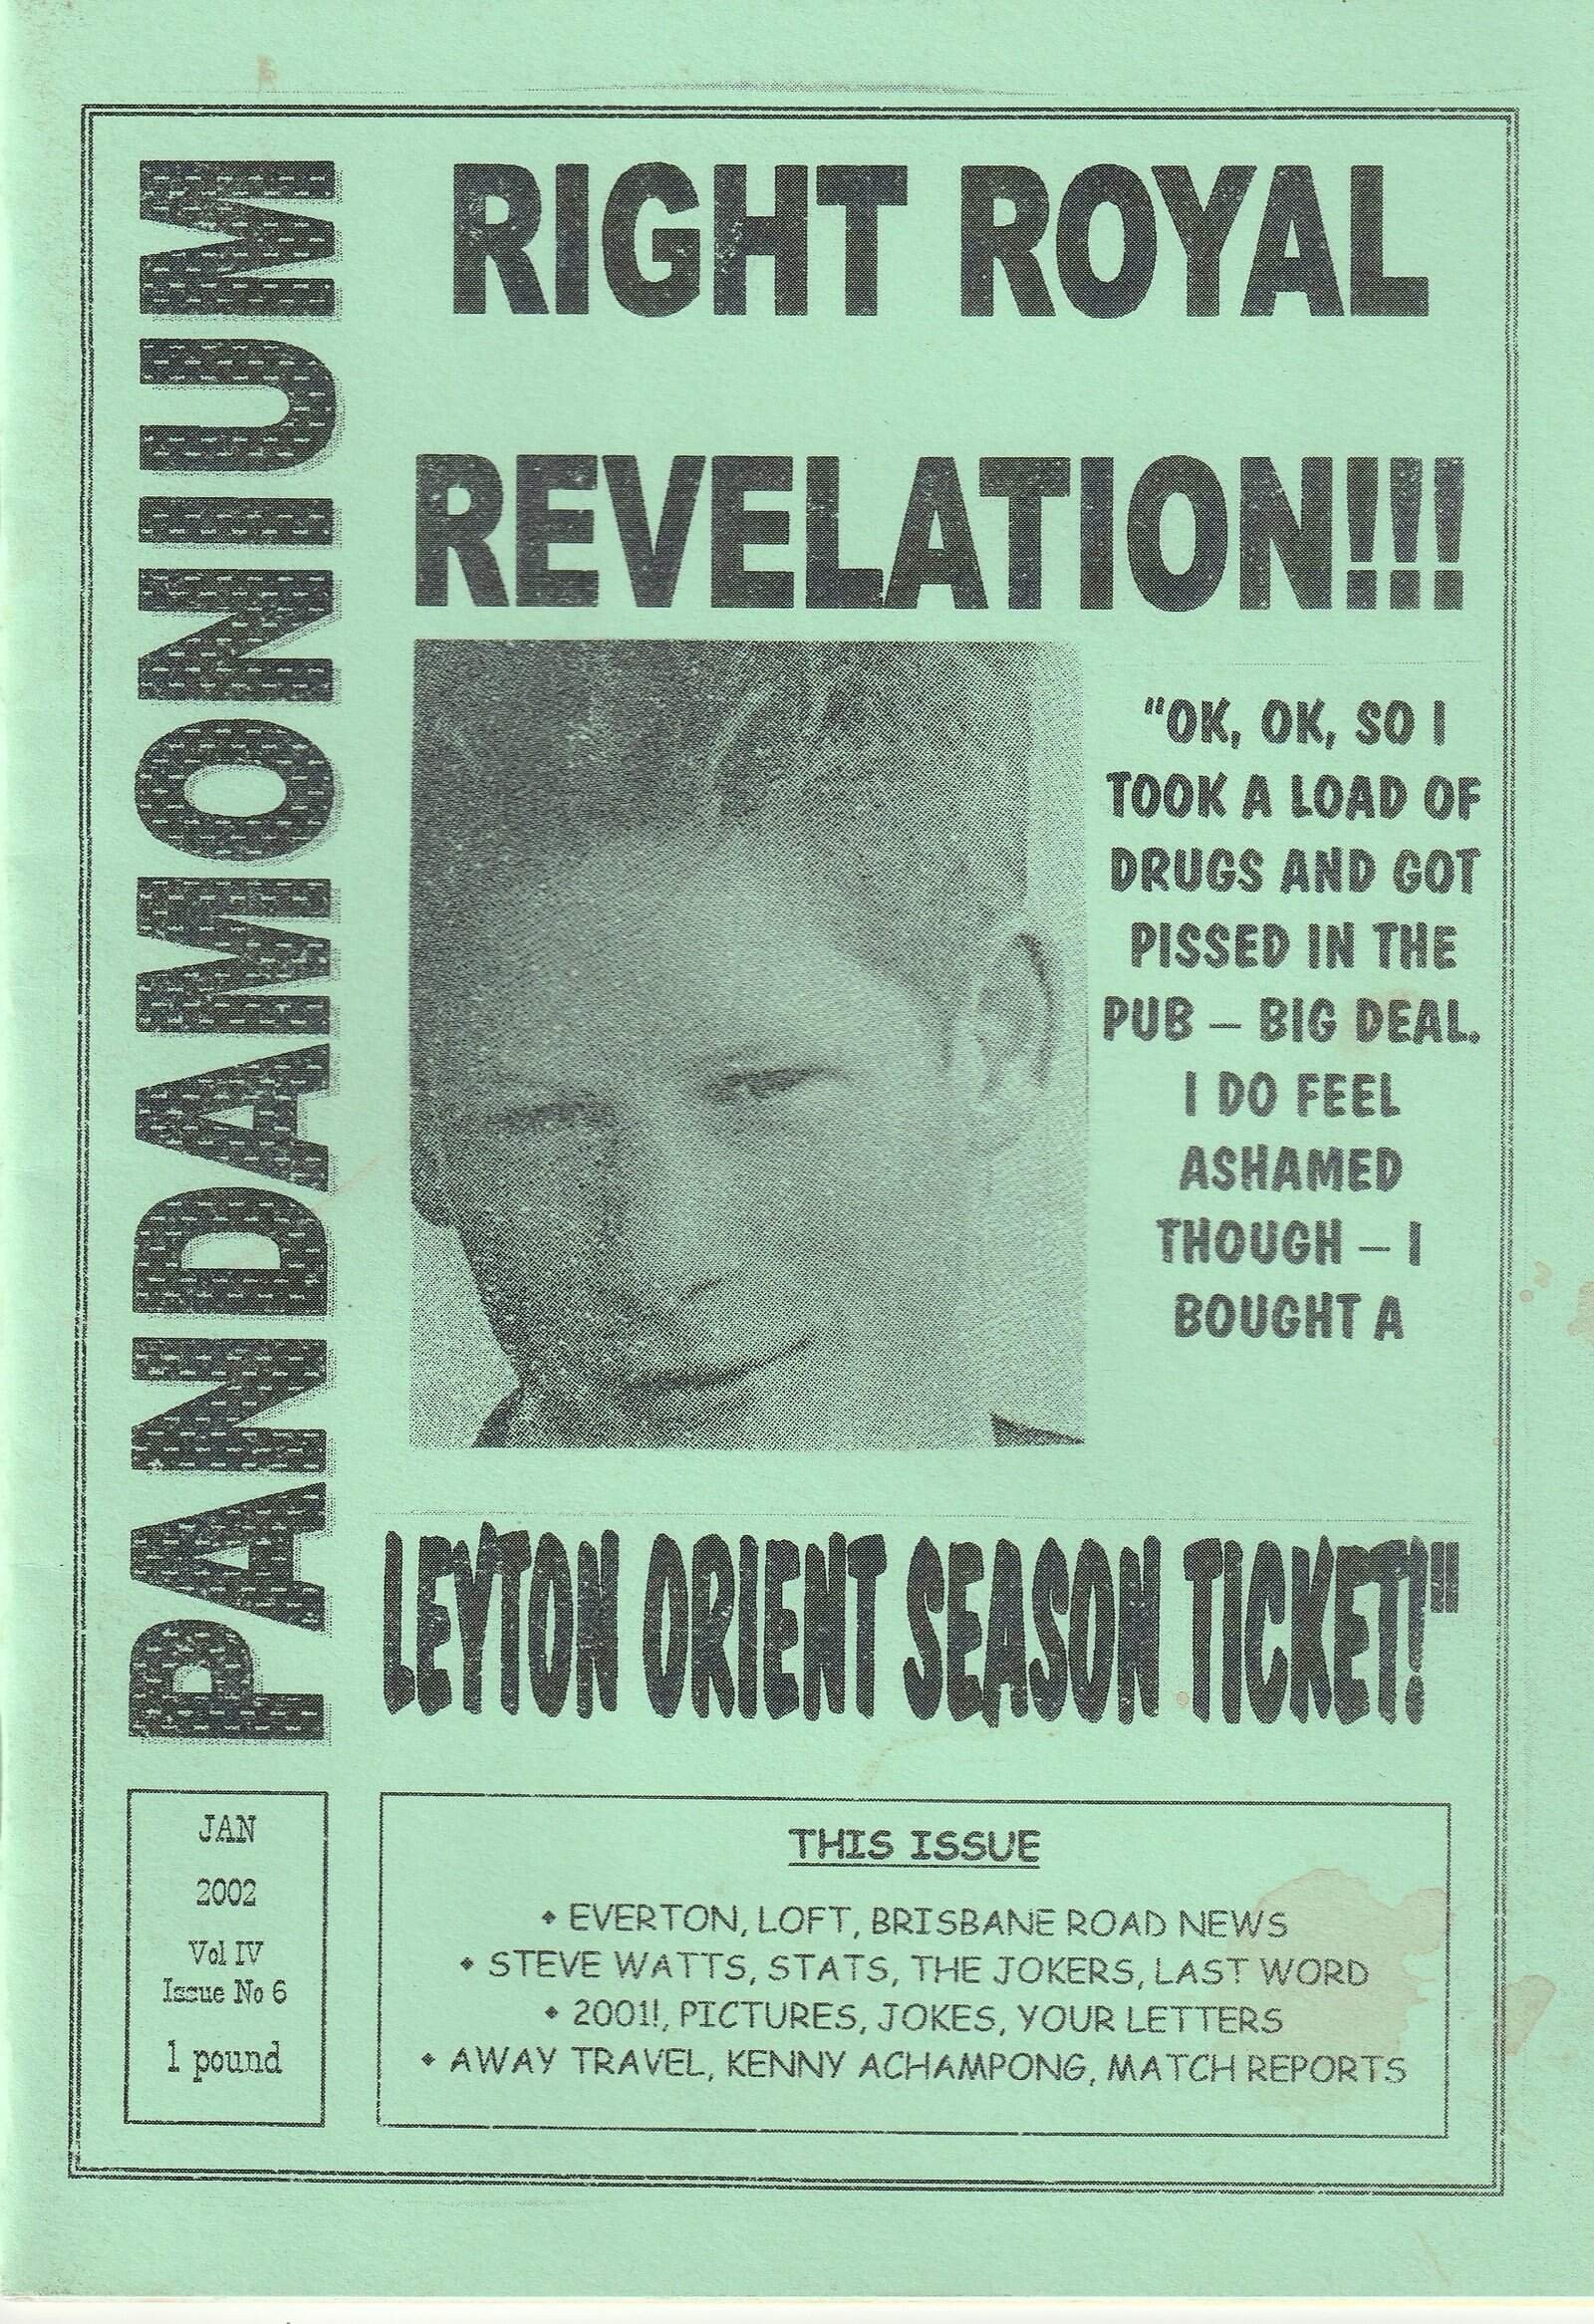 PANDAMONIUM
RIGHT ROYAL
REVELATION!!!
"OK, OK, SO I
TOOK A LOAD OF
DRUGS AND GOT
PISSED IN THE
PUB – BIG DEAL.
I DO FEEL
ASHAMED
THOUGH – I
BOUGHT A
LEYTON ORIENT SEASON TICKET!"
JAN
2002
Vol IV
Issue No 6
1 pound
THIS ISSUE
• EVERTON, LOFT, BRISBANE ROAD NEWS
• STEVE WATTS, STATS, THE JOKERS, LAST WORD
• 2001!, PICTURES, JOKES, YOUR LETTERS
• AWAY TRAVEL, KENNY ACHAMPONG, MATCH REPORTS